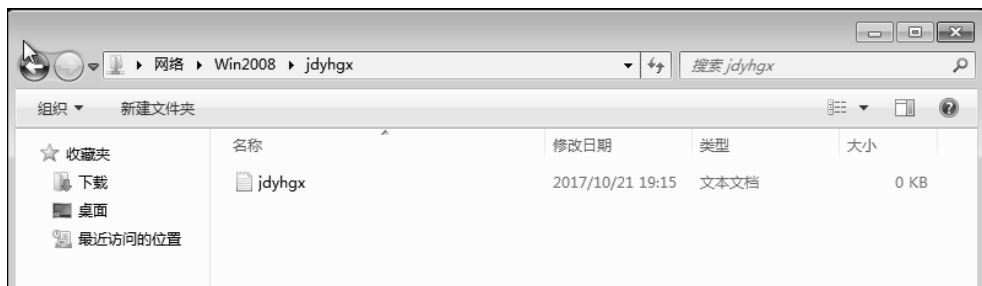 网络 Win2008 jdyhgx 搜索 jdyhgx
组织 新建文件夹
名称 修改日期 类型 大小
收藏夹
jdyhgx 2017/10/21 19:15 文本文档 0 KB
下载
桌面
最近访问的位置